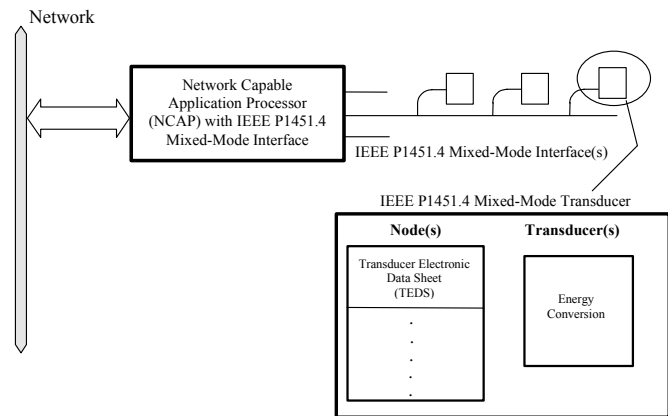 Network
Network Capable
Application Processor
(NCAP) with IEEE P1451.4
Mixed-Mode Interface
IEEE P1451.4 Mixed-Mode Interface(s)
IEEE P1451.4 Mixed-Mode Transducer
Node(s)
Transducer(s)
Transducer Electronic
Data Sheet
(TEDS)
Energy
Conversion